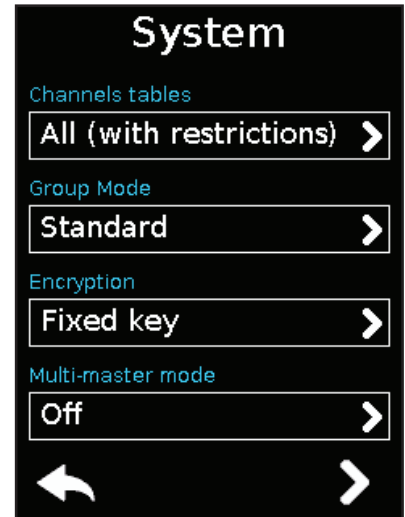 System
Channels tables
All (with restrictions)
Group Mode
Standard
Encryption
Fixed key
Multi-master mode
Off